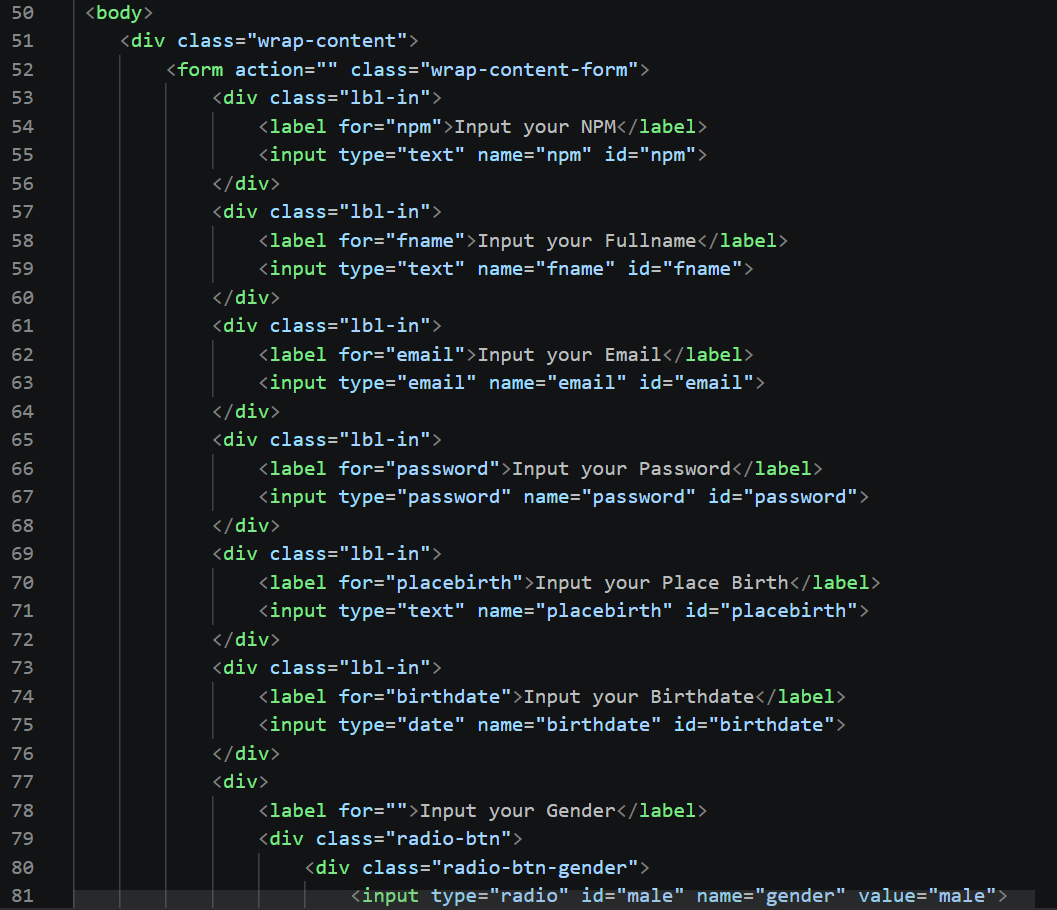 50 <body>
51 <div class="wrap-content">
52 <form action="" class="wrap-content-form">
53 <div class="lbl-in">
54 <label for="npm">Input your NPM</label>
55 <input type="text" name="npm" id="npm">
56 </div>
57 <div class="lbl-in">
58 <label for="fname">Input your Fullname</label>
59 <input type="text" name="fname" id="fname">
60 </div>
61 <div class="lbl-in">
62 <label for="email">Input your Email</label>
63 <input type="email" name="email" id="email">
64 </div>
65 <div class="lbl-in">
66 <label for="password">Input your Password</label>
67 <input type="password" name="password" id="password">
68 </div>
69 <div class="lbl-in">
70 <label for="placebirth">Input your Place Birth</label>
71 <input type="text" name="placebirth" id="placebirth">
72 </div>
73 <div class="lbl-in">
74 <label for="birthdate">Input your Birthdate</label>
75 <input type="date" name="birthdate" id="birthdate">
76 </div>
77 <div>
78 <label for="">Input your Gender</label>
79 <div class="radio-btn">
80 <div class="radio-btn-gender">
81 <input type="radio" id="male" name="gender" value="male">